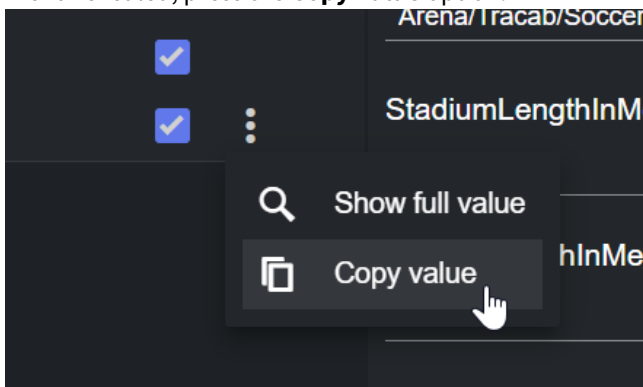 Arena/Tracab/Soccer
StadiumLengthInM
Show full value
hInMe
Copy value